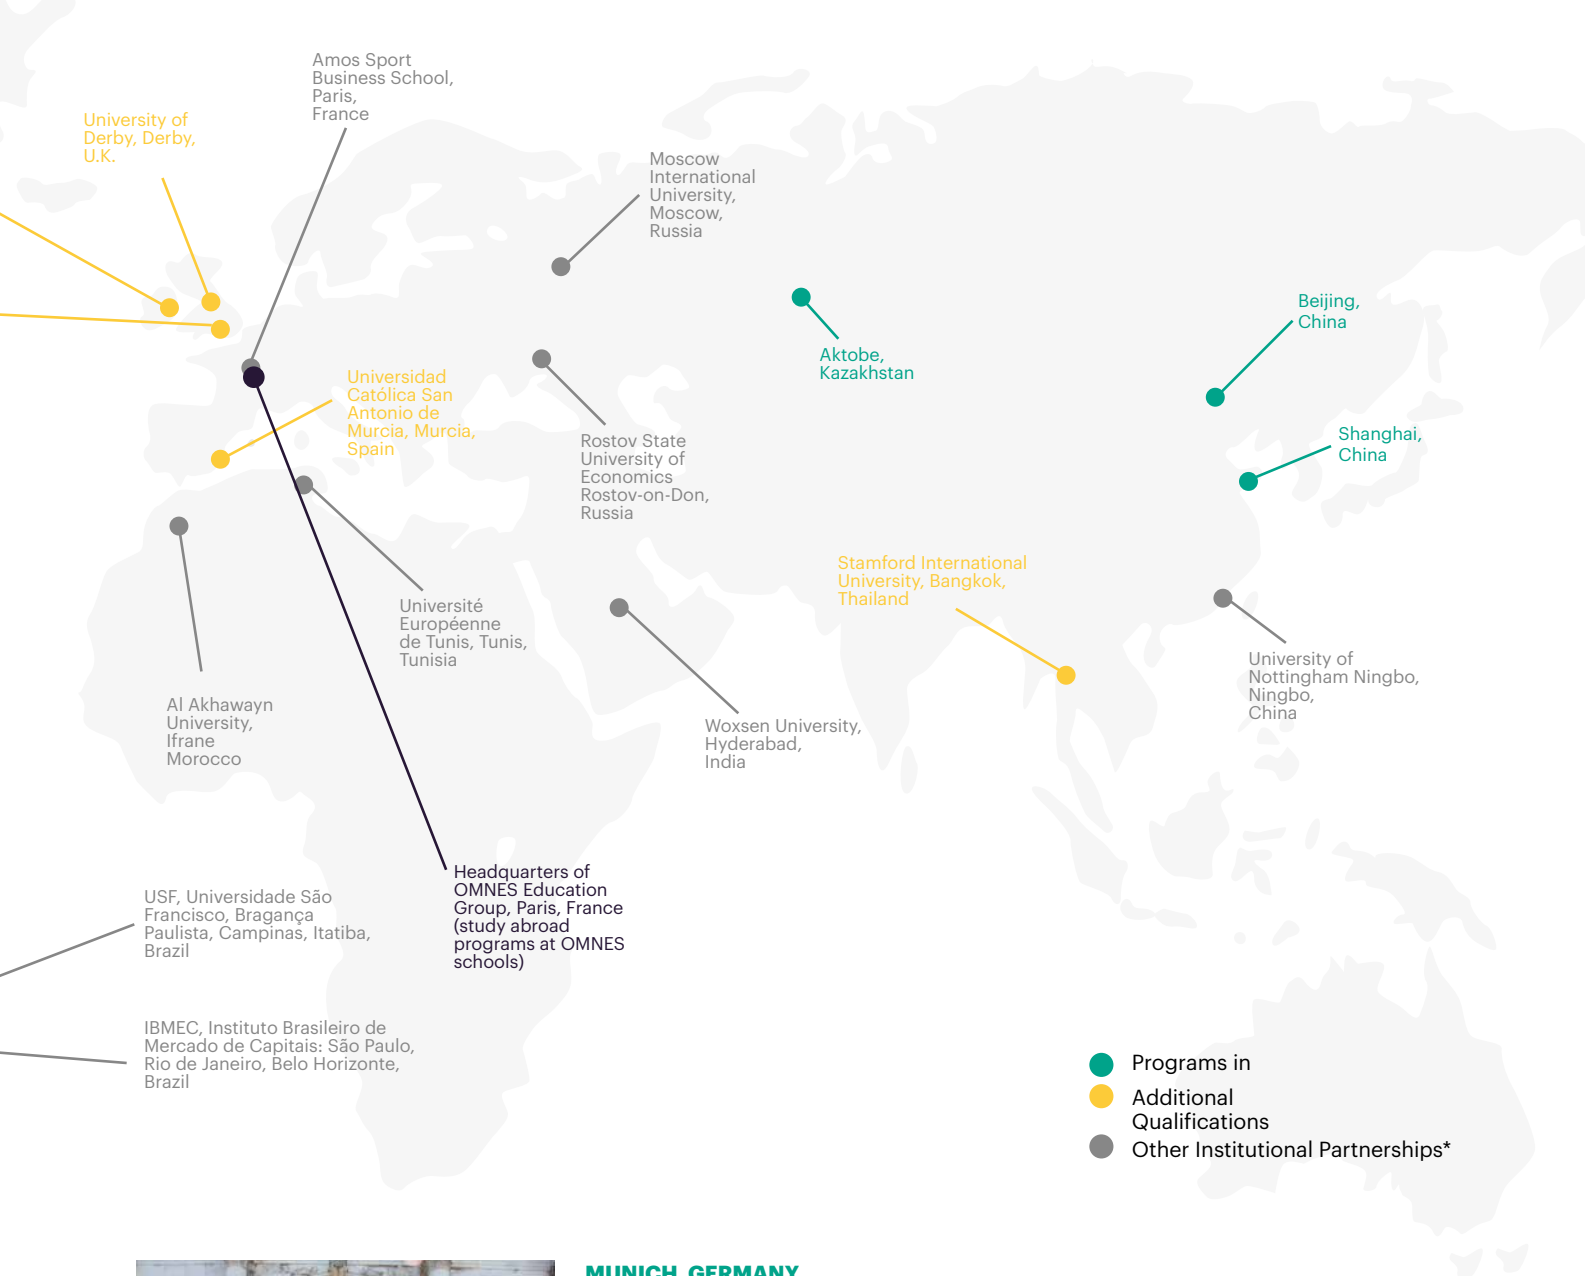 Amos Sport
Business School,
Paris,
France
University of
Derby, Derby,
U.K.
Moscow
International
University,
Moscow,
Russia
Beijing,
China
Aktobe,
Kazakhstan
Universidad
Católica San
Antonio de
Murcia, Murcia,
Spain
Shanghai,
China
Rostov State
University of
Economics
Rostov-on-Don,
Russia
Stamford International
University, Bangkok,
Thailand
Université
Européenne
de Tunis, Tunis,
Tunisia
University of
Nottingham Ningbo,
Ningbo,
China
Al Akhawayn
University,
Ifrane
Morocco
Woxsen University,
Hyderabad,
India
Headquarters of
OMNES Education
Group, Paris, France
(study abroad
programs at OMNES
schools)
USF, Universidade São
Francisco, Bragança
Paulista, Campinas, Itatiba,
Brazil
IBMEC, Instituto Brasileiro de
Mercado de Capitais: São Paulo,
Rio de Janeiro, Belo Horizonte,
Brazil
Programs in
Additional
Qualifications
Other Institutional Partnerships*
MUNICH, GERMANY